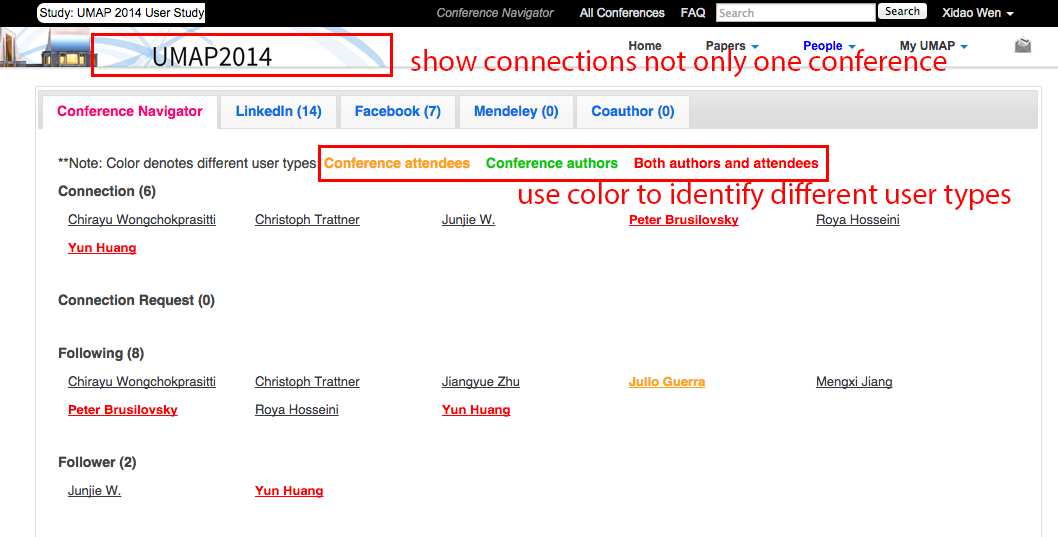 Study: UMAP 2014 User Study Conference Navigator All Conferences FAQ Search Search Xidao Wen
UMAP2014 Home Papers People My UMAP
show connections not only one conference
Conference Navigator LinkedIn (14) Facebook (7) Mendeley (0) Coauthor (0)
**Note: Color denotes different user types: Conference attendees Conference authors Both authors and attendees
use color to identify different user types
Connection (6)
Chirayu Wongchokprasitti Christoph Trattner Junjie W. Peter Brusilovsky Roya Hosseini
Yun Huang
Connection Request (0)
Following (8)
Chirayu Wongchokprasitti Christoph Trattner Jiangyue Zhu Julio Guerra Mengxi Jiang
Peter Brusilovsky Roya Hosseini Yun Huang
Follower (2)
Junjie W. Yun Huang